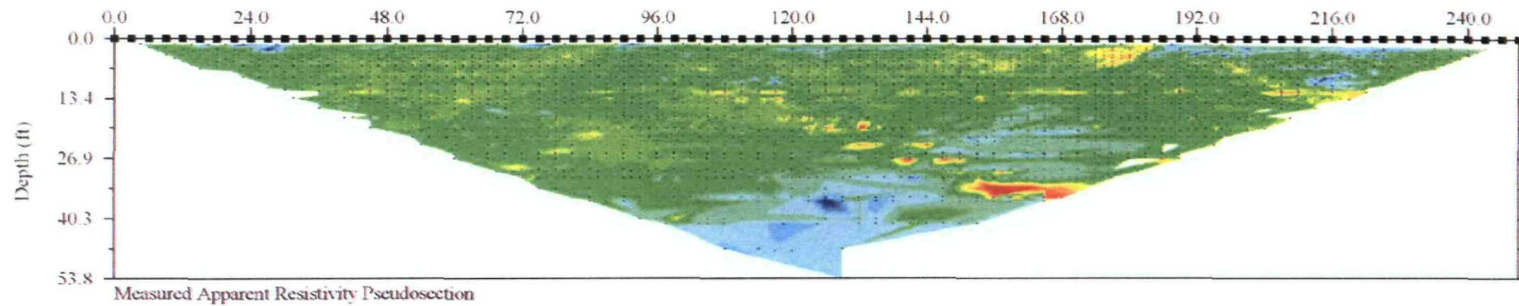 0.0 24.0 48.0 72.0 96.0 120.0 144.0 168.0 192.0 216.0 240.0
0.0
13.4
26.9
40.3
53.8
Depth (ft)
Measured Apparent Resistivity Pseudosection